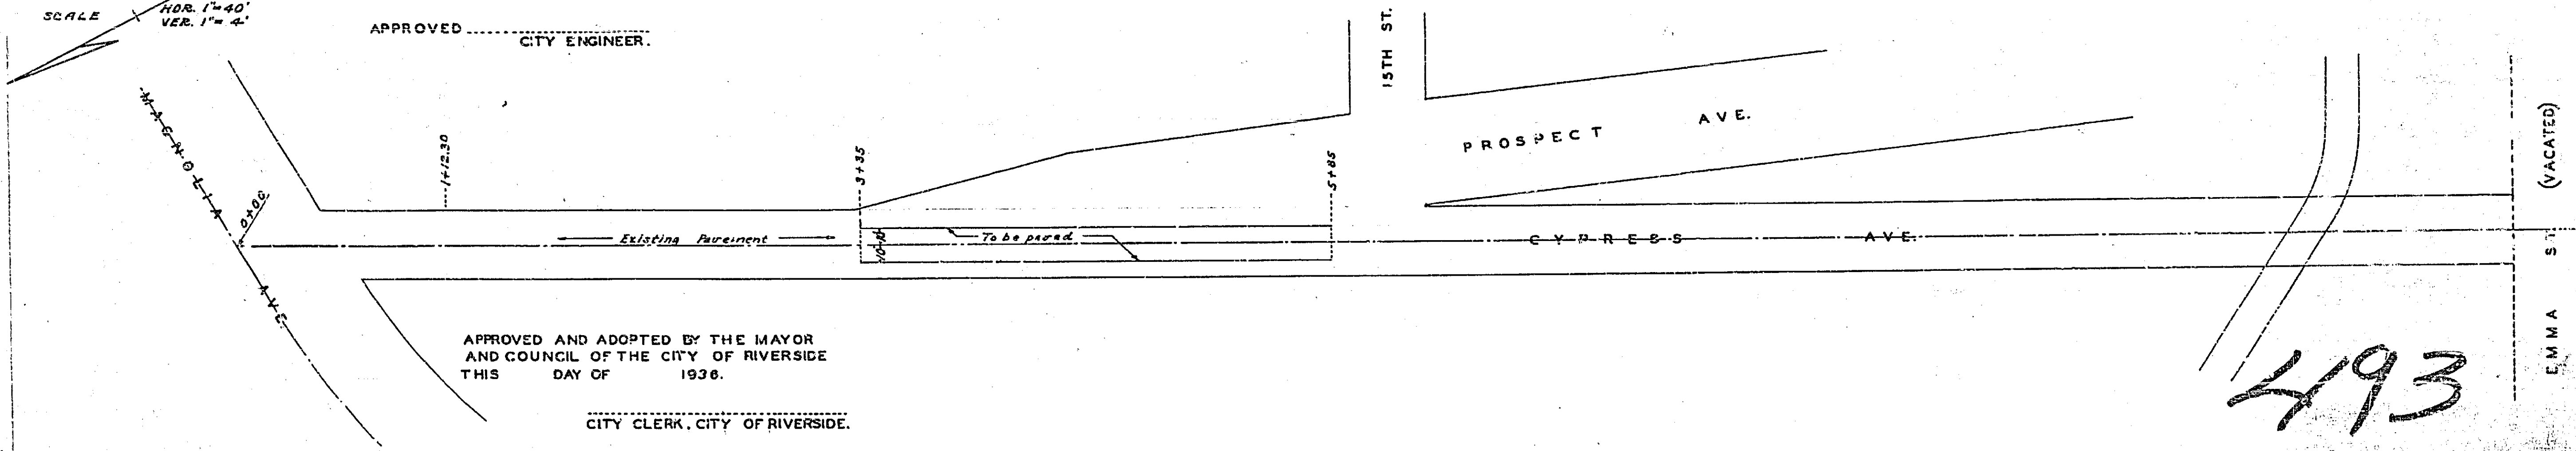 SCALE
HOR. 1"=40'
VER. 1"=4'
APPROVED
CITY ENGINEER.
15TH ST.
MAGNOLIA AVE.
0+00
1+12.30
3+35
5+85
PROSPECT AVE.
(VACATED)
Existing Pavement
To be paved
CYPRESS AVE.
EMMA ST.
APPROVED AND ADOPTED BY THE MAYOR
AND COUNCIL OF THE CITY OF RIVERSIDE
THIS DAY OF 1936.
CITY CLERK, CITY OF RIVERSIDE.
493